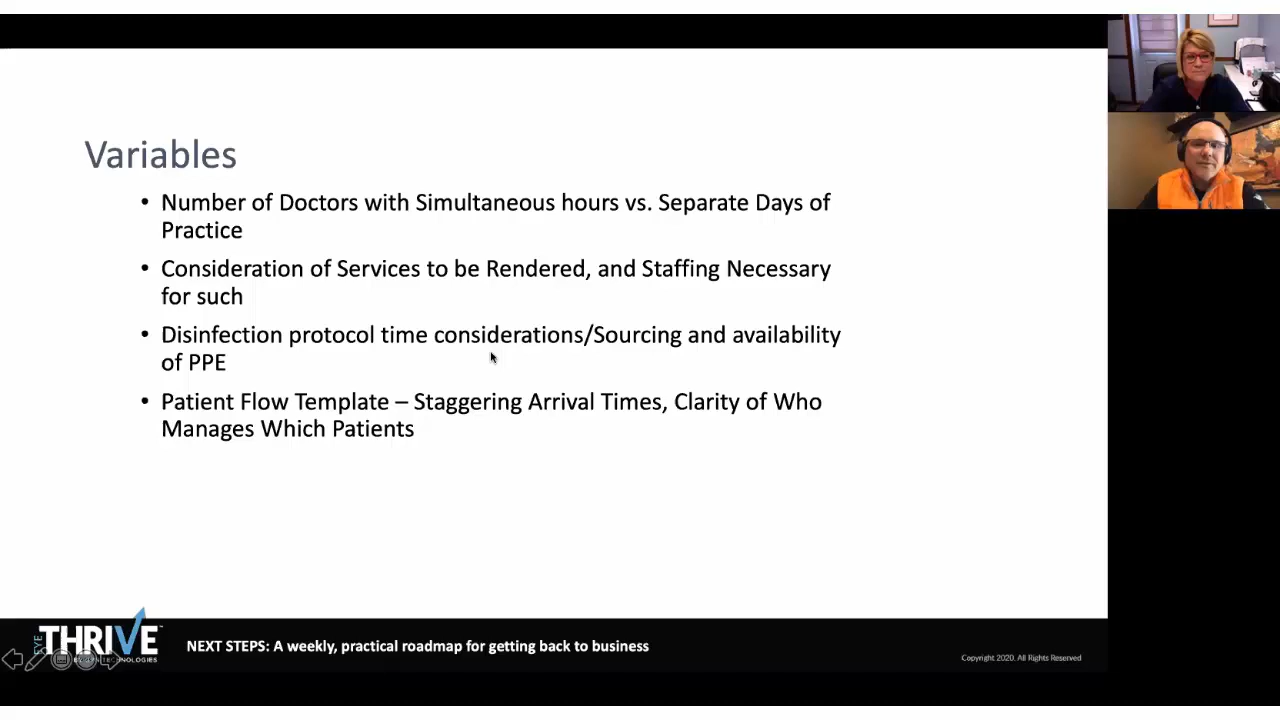 Variables
• Number of Doctors with Simultaneous hours vs. Separate Days of
Practice
• Consideration of Services to be Rendered, and Staffing Necessary
for such
• Disinfection protocol time considerations/Sourcing and availability
of PPE
• Patient Flow Template – Staggering Arrival Times, Clarity of Who
Manages Which Patients
EYE
THRIVE™
NEXT STEPS: A weekly, practical roadmap for getting back to business
Copyright 2020. All Rights Reserved